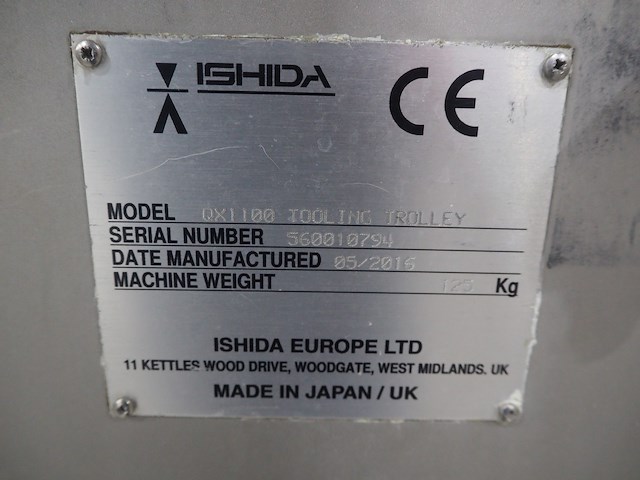 ISHIDA CE
MODEL QX1100 TOOLING TROLLEY
SERIAL NUMBER 560010794
DATE MANUFACTURED 05/2016
MACHINE WEIGHT 125 Kg
ISHIDA EUROPE LTD
11 KETTLES WOOD DRIVE, WOODGATE, WEST MIDLANDS. UK
MADE IN JAPAN / UK